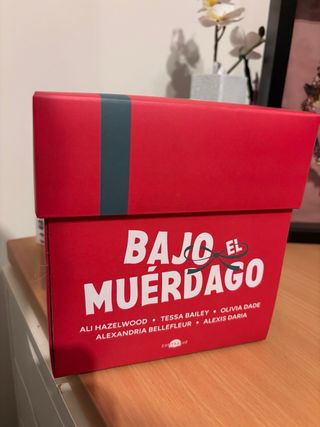 BAJO EL
MUÉRDAGO
ALI HAZELWOOD • TESSA BAILEY • OLIVIA DADE
ALEXANDRIA BELLEFLEUR • ALEXIS DARIA